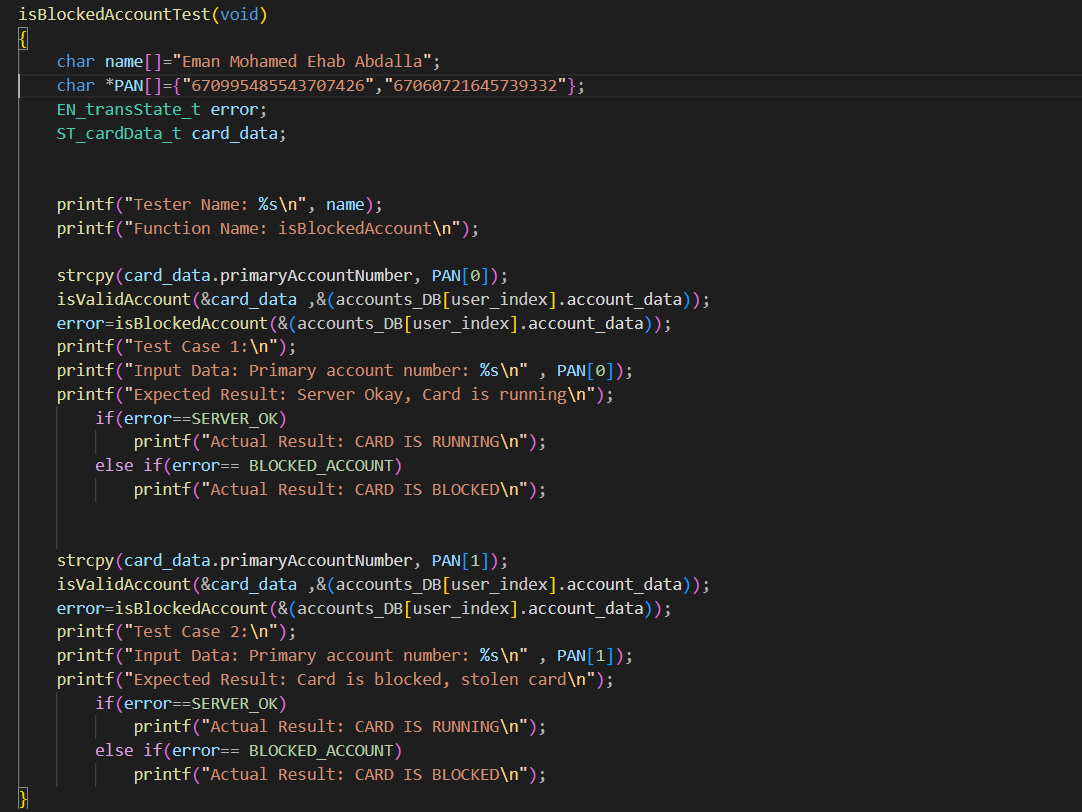 isBlockedAccountTest(void)
{
    char name[]="Eman Mohamed Ehab Abdalla";
    char *PAN[]={"670995485543707426","67060721645739332"};
    EN_transState_t error;
    ST_cardData_t card_data;
    printf("Tester Name: %s\n", name);
    printf("Function Name: isBlockedAccount\n");
    strcpy(card_data.primaryAccountNumber, PAN[0]);
    isValidAccount(&card_data ,&(accounts_DB[user_index].account_data));
    error=isBlockedAccount(&(accounts_DB[user_index].account_data));
    printf("Test Case 1:\n");
    printf("Input Data: Primary account number: %s\n" , PAN[0]);
    printf("Expected Result: Server Okay, Card is running\n");
        if(error==SERVER_OK)
            printf("Actual Result: CARD IS RUNNING\n");
        else if(error== BLOCKED_ACCOUNT)
            printf("Actual Result: CARD IS BLOCKED\n");
    strcpy(card_data.primaryAccountNumber, PAN[1]);
    isValidAccount(&card_data ,&(accounts_DB[user_index].account_data));
    error=isBlockedAccount(&(accounts_DB[user_index].account_data));
    printf("Test Case 2:\n");
    printf("Input Data: Primary account number: %s\n" , PAN[1]);
    printf("Expected Result: Card is blocked, stolen card\n");
        if(error==SERVER_OK)
            printf("Actual Result: CARD IS RUNNING\n");
        else if(error== BLOCKED_ACCOUNT)
            printf("Actual Result: CARD IS BLOCKED\n");
}